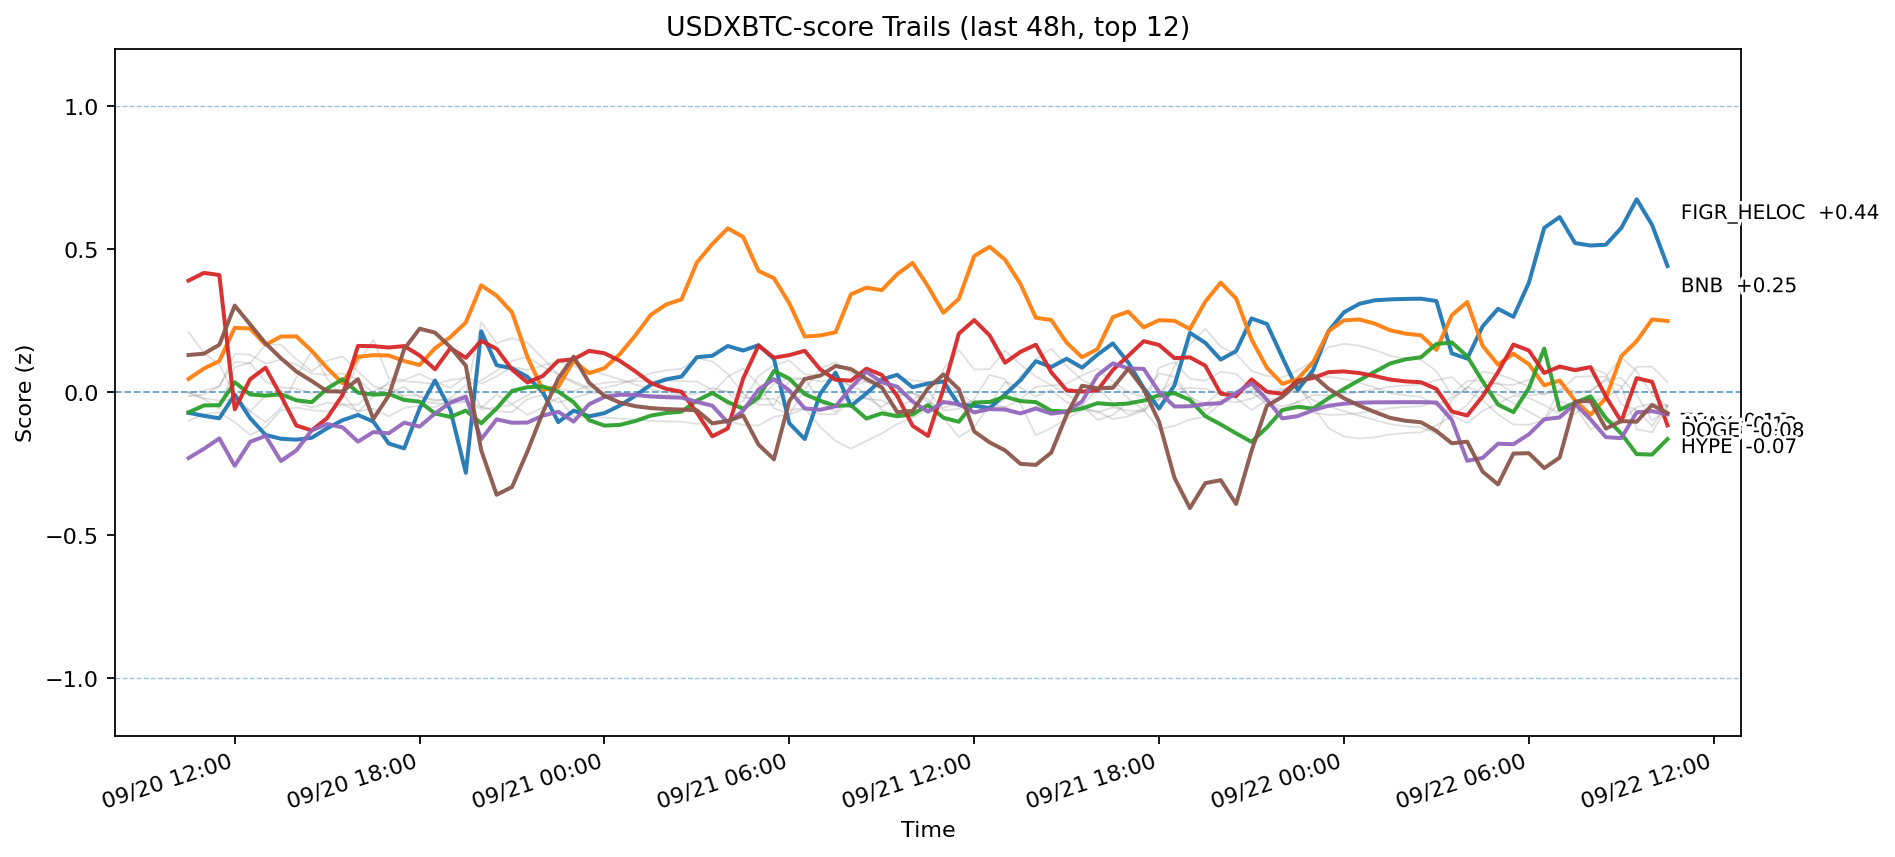 USDXBTC-score Trails (last 48h, top 12)
Score (z)
1.0
0.5
0.0
−0.5
−1.0
FIGR_HELOC +0.44
BNB +0.25
DOGE -0.08
HYPE -0.07
09/20 12:00
09/20 18:00
09/21 00:00
09/21 06:00
09/21 12:00
09/21 18:00
09/22 00:00
09/22 06:00
09/22 12:00
Time